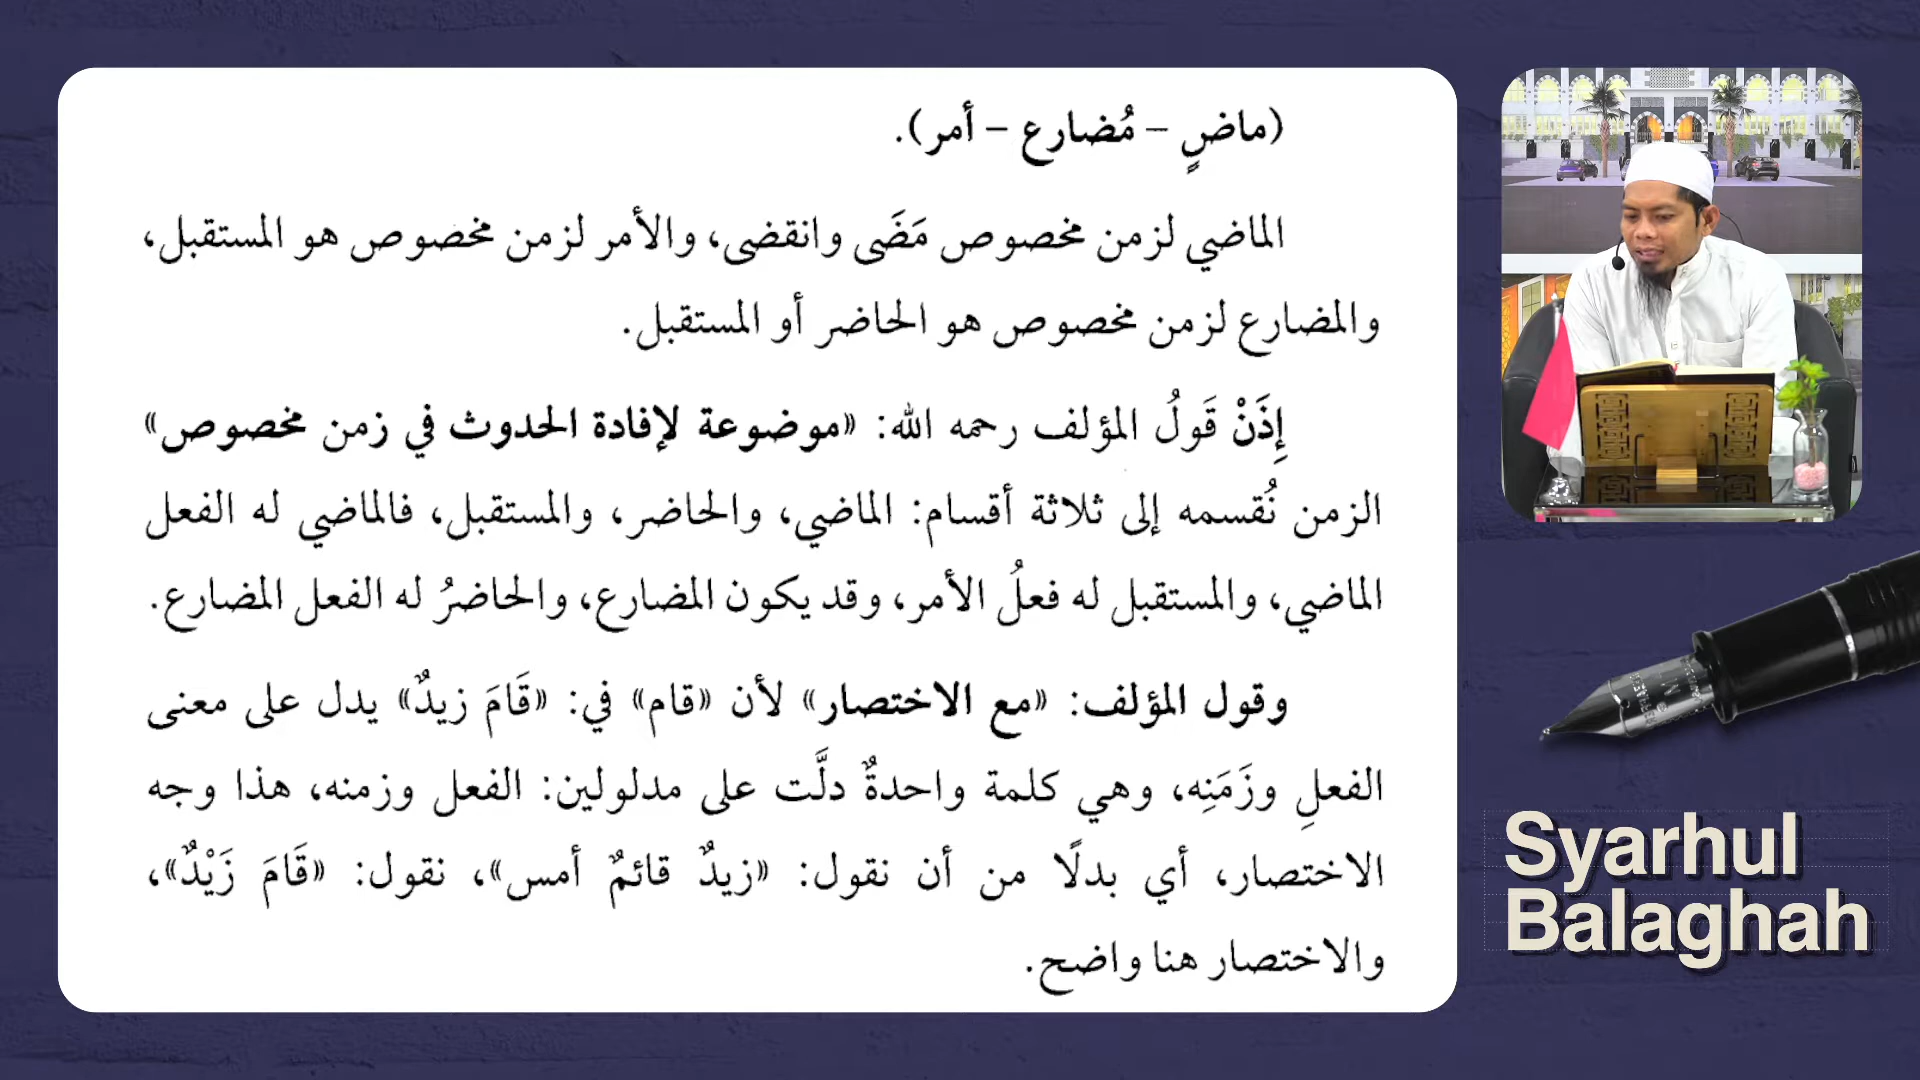 (ماضٍ – مُضارع – أمر).
الماضي لزمن مخصوص مَضَى وانقضى، والأمر لزمن مخصوص هو المستقبل،
والمضارع لزمن مخصوص هو الحاضر أو المستقبل.
إِذَنْ قَولُ المؤلف رحمه الله: «موضوعة لإفادة الحدوث في زمن مخصوص»
الزمن نُقسمه إلى ثلاثة أقسام: الماضي، والحاضر، والمستقبل، فالماضي له الفعل
الماضي، والمستقبل له فعلُ الأمر، وقد يكون المضارع، والحاضرُ له الفعل المضارع.
وقول المؤلف: «مع الاختصار» لأن «قام» في: «قَامَ زيدٌ» يدل على معنى
الفعلِ وزَمَنِه، وهي كلمة واحدةٌ دلَّت على مدلولين: الفعل وزمنه، هذا وجه
الاختصار، أي بدلًا من أن نقول: «زيدٌ قائمٌ أمس»، نقول: «قَامَ زَيْدٌ»،
والاختصار هنا واضح.
Syarhul
Balaghah